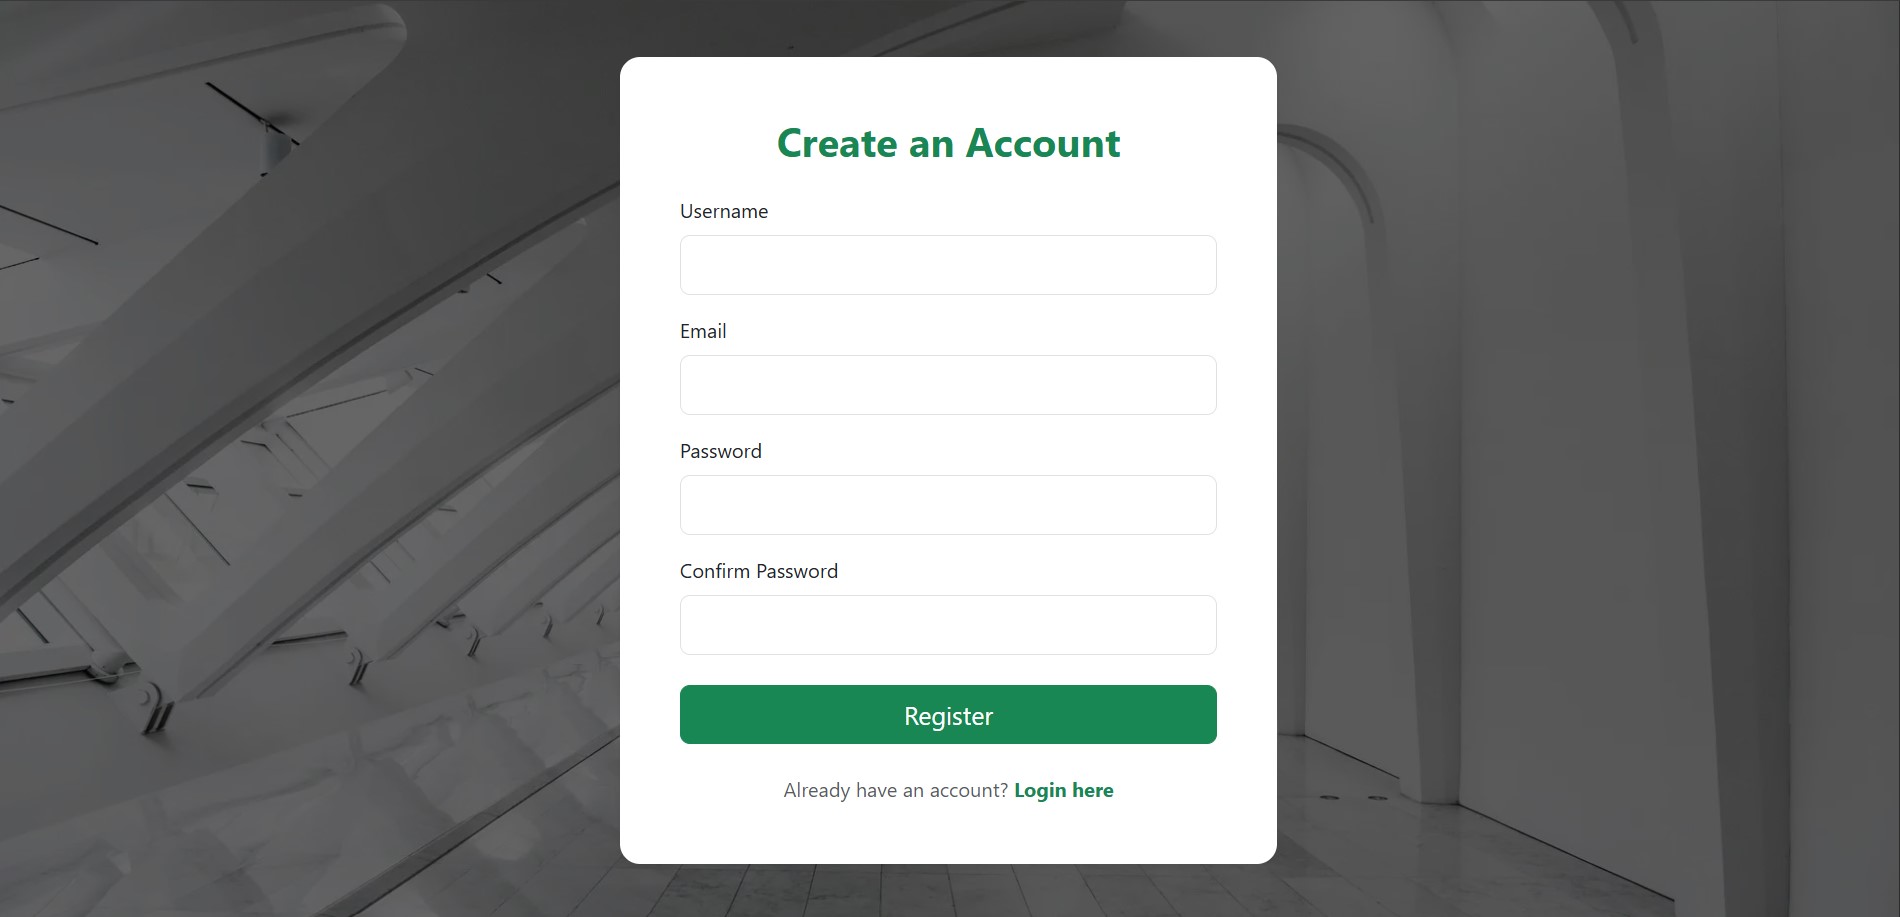 Create an Account
Username
Email
Password
Confirm Password
Register
Already have an account? Login here